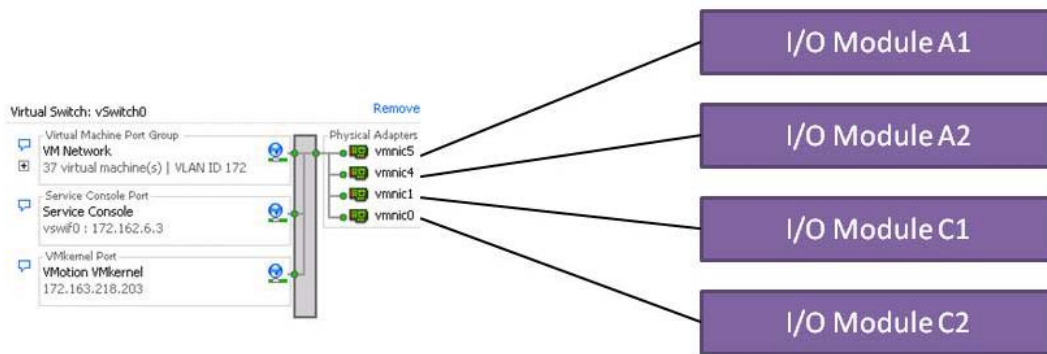 I/O Module A1
Virtual Switch: vSwitch0 Remove
Virtual Machine Port Group Physical Adapters
VM Network vmnic5
37 virtual machine(s) | VLAN ID 172 vmnic4
I/O Module A2
Service Console Port vmnic1
Service Console vmnic0
vswif0 : 172.162.6.3
I/O Module C1
VMkernel Port
VMotion VMkernel
172.163.218.203
I/O Module C2